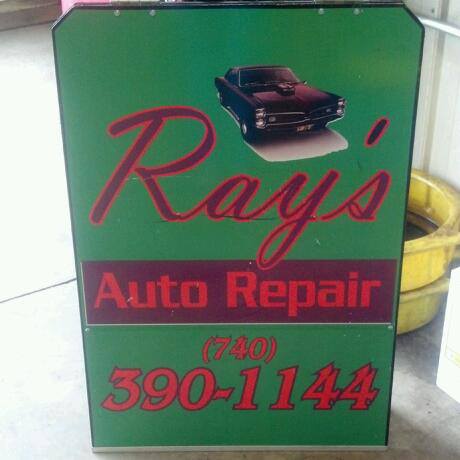 Ray's
Auto Repair
(740)
390-1144